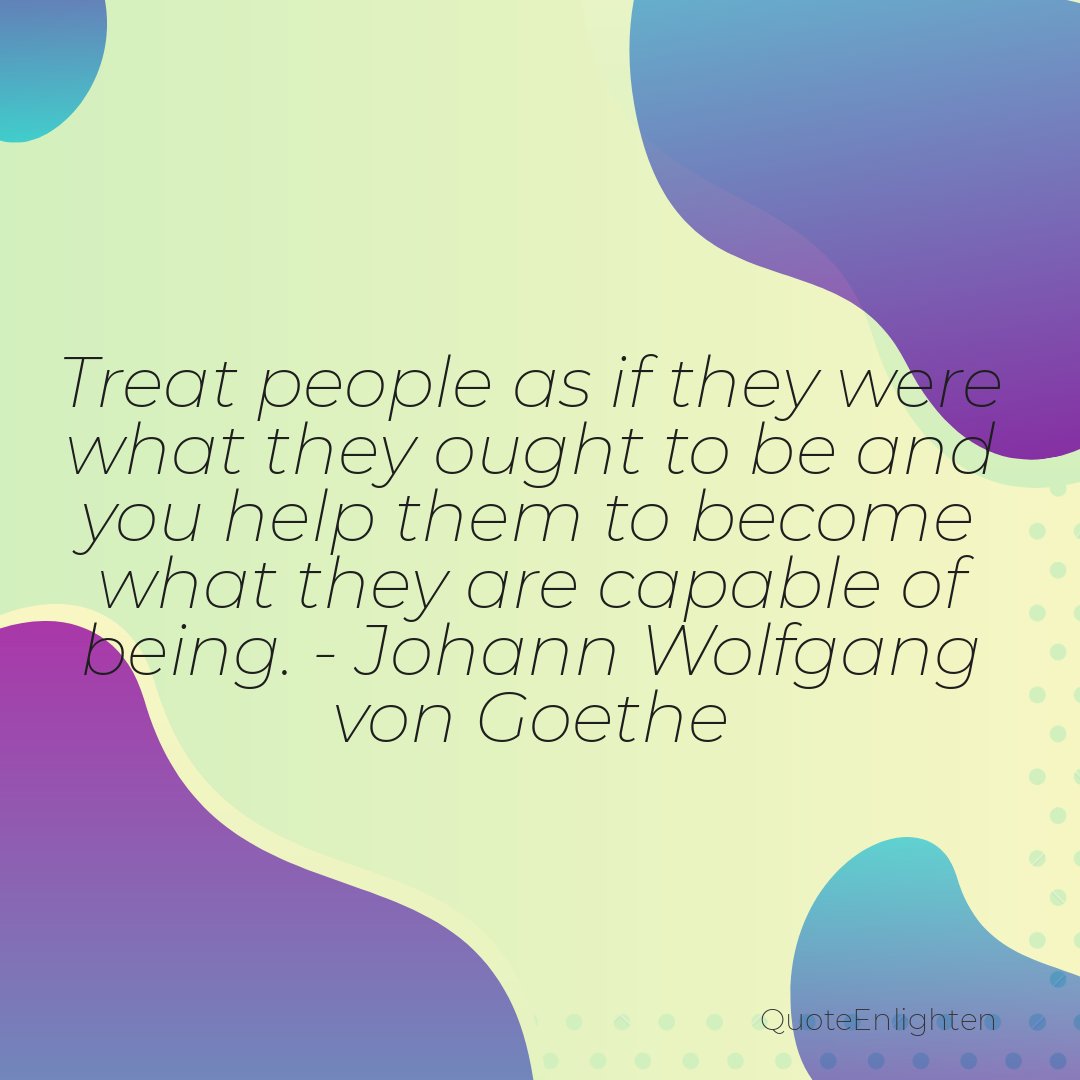 Treat people as if they were
what they ought to be and
you help them to become
what they are capable of
being. - Johann Wolfgang
von Goethe
QuoteEnlighten